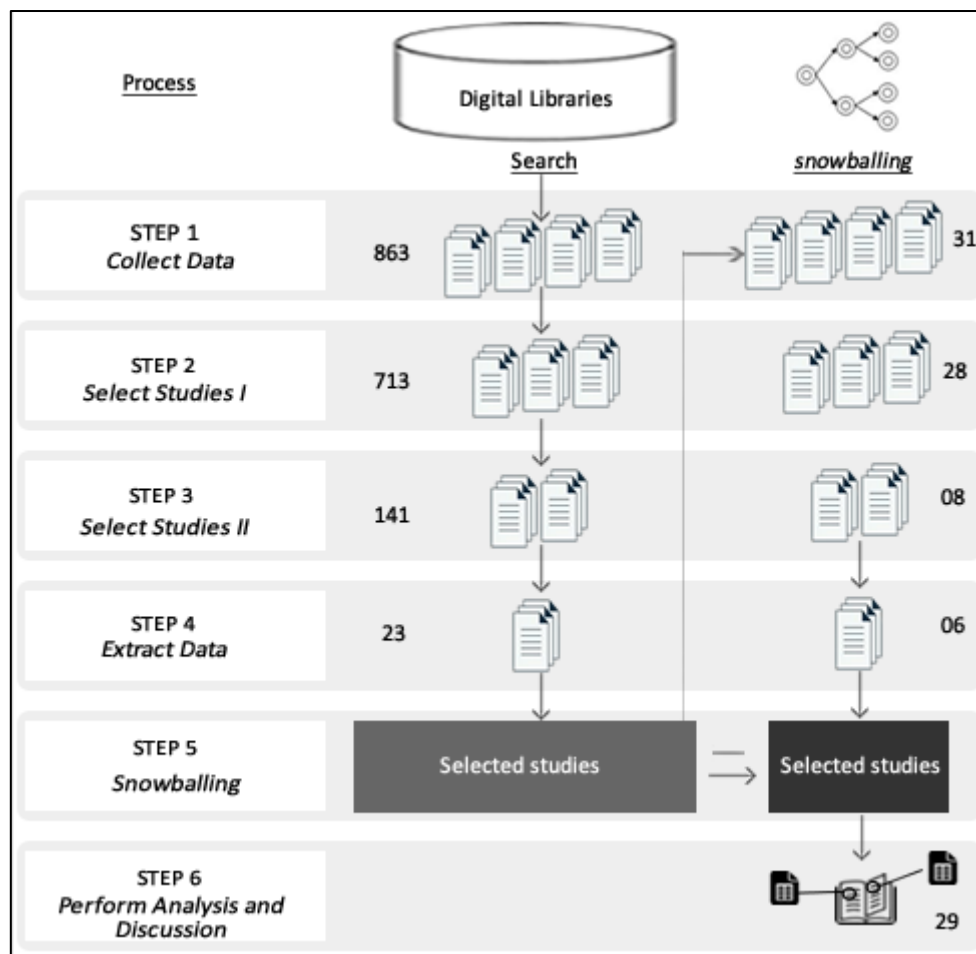 Process
Digital Libraries
Search
snowballing
STEP 1
Collect Data
863
31
STEP 2
Select Studies I
713
28
STEP 3
Select Studies II
141
08
STEP 4
Extract Data
23
06
STEP 5
Snowballing
Selected studies
Selected studies
STEP 6
Perform Analysis and
Discussion
29